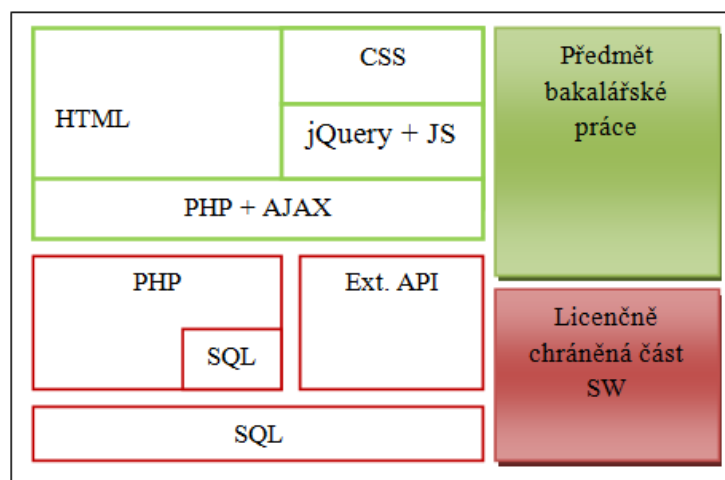 HTML
CSS
jQuery + JS
PHP + AJAX
Předmět
bakalářské
práce
PHP
SQL
Ext. API
SQL
Licenčně
chráněná část
SW